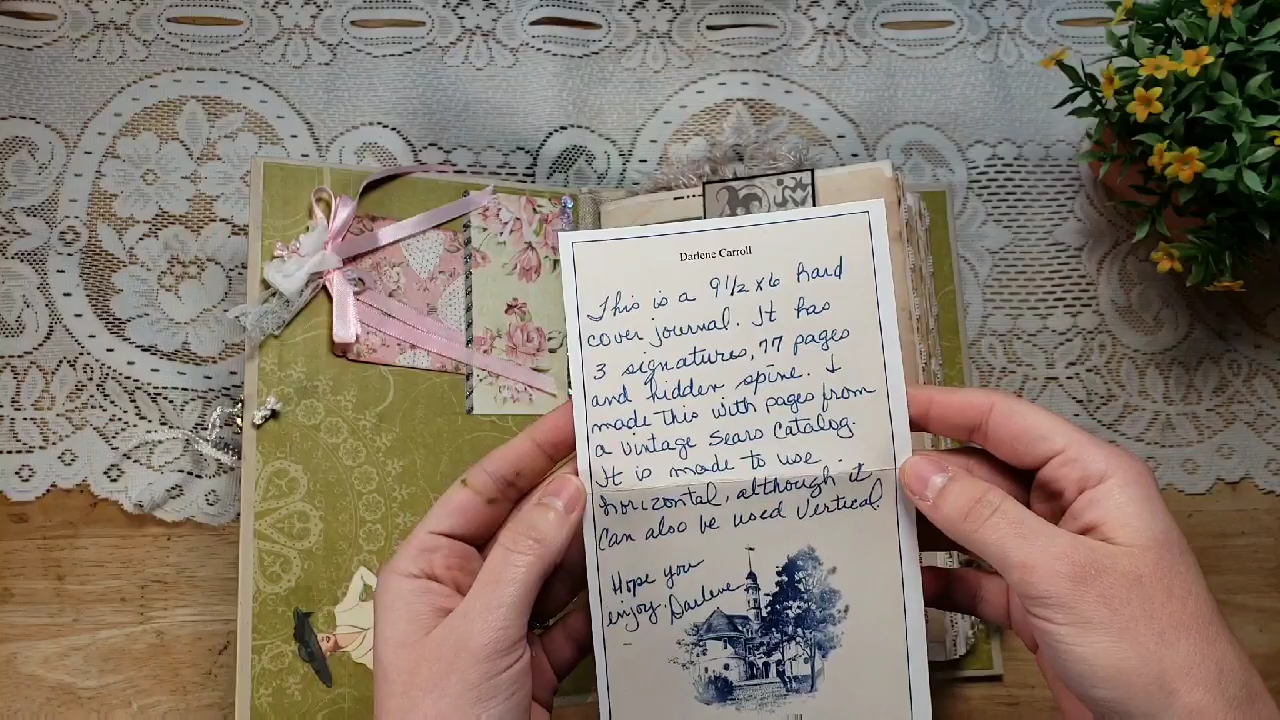 Darlene Carroll
This is a 9 1/2 x 6 hard
cover journal. It has
3 signatures, 77 pages
and hidden spine. I
made this with pages from
a vintage Sears Catalog.
It is made to use
horizontal, although it
can also be used vertical.
Hope you
enjoy. Darlene